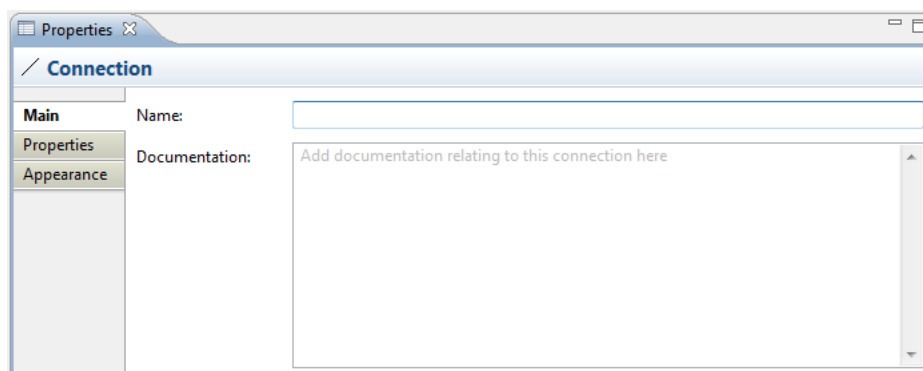 Properties
Connection
Main
Name:
Properties
Documentation:
Add documentation relating to this connection here
Appearance